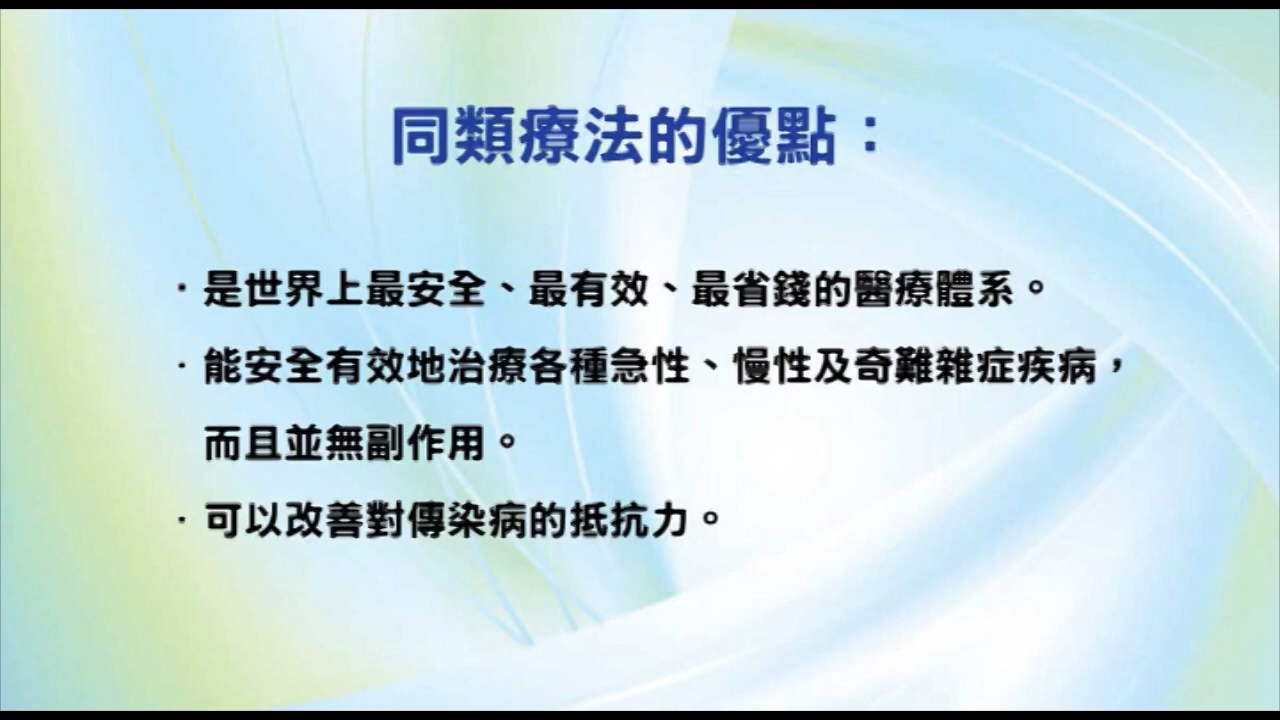 同類療法的優點：
·是世界上最安全、最有效、最省錢的醫療體系。
·能安全有效地治療各種急性、慢性及奇難雜症疾病，
而且並無副作用。
·可以改善對傳染病的抵抗力。